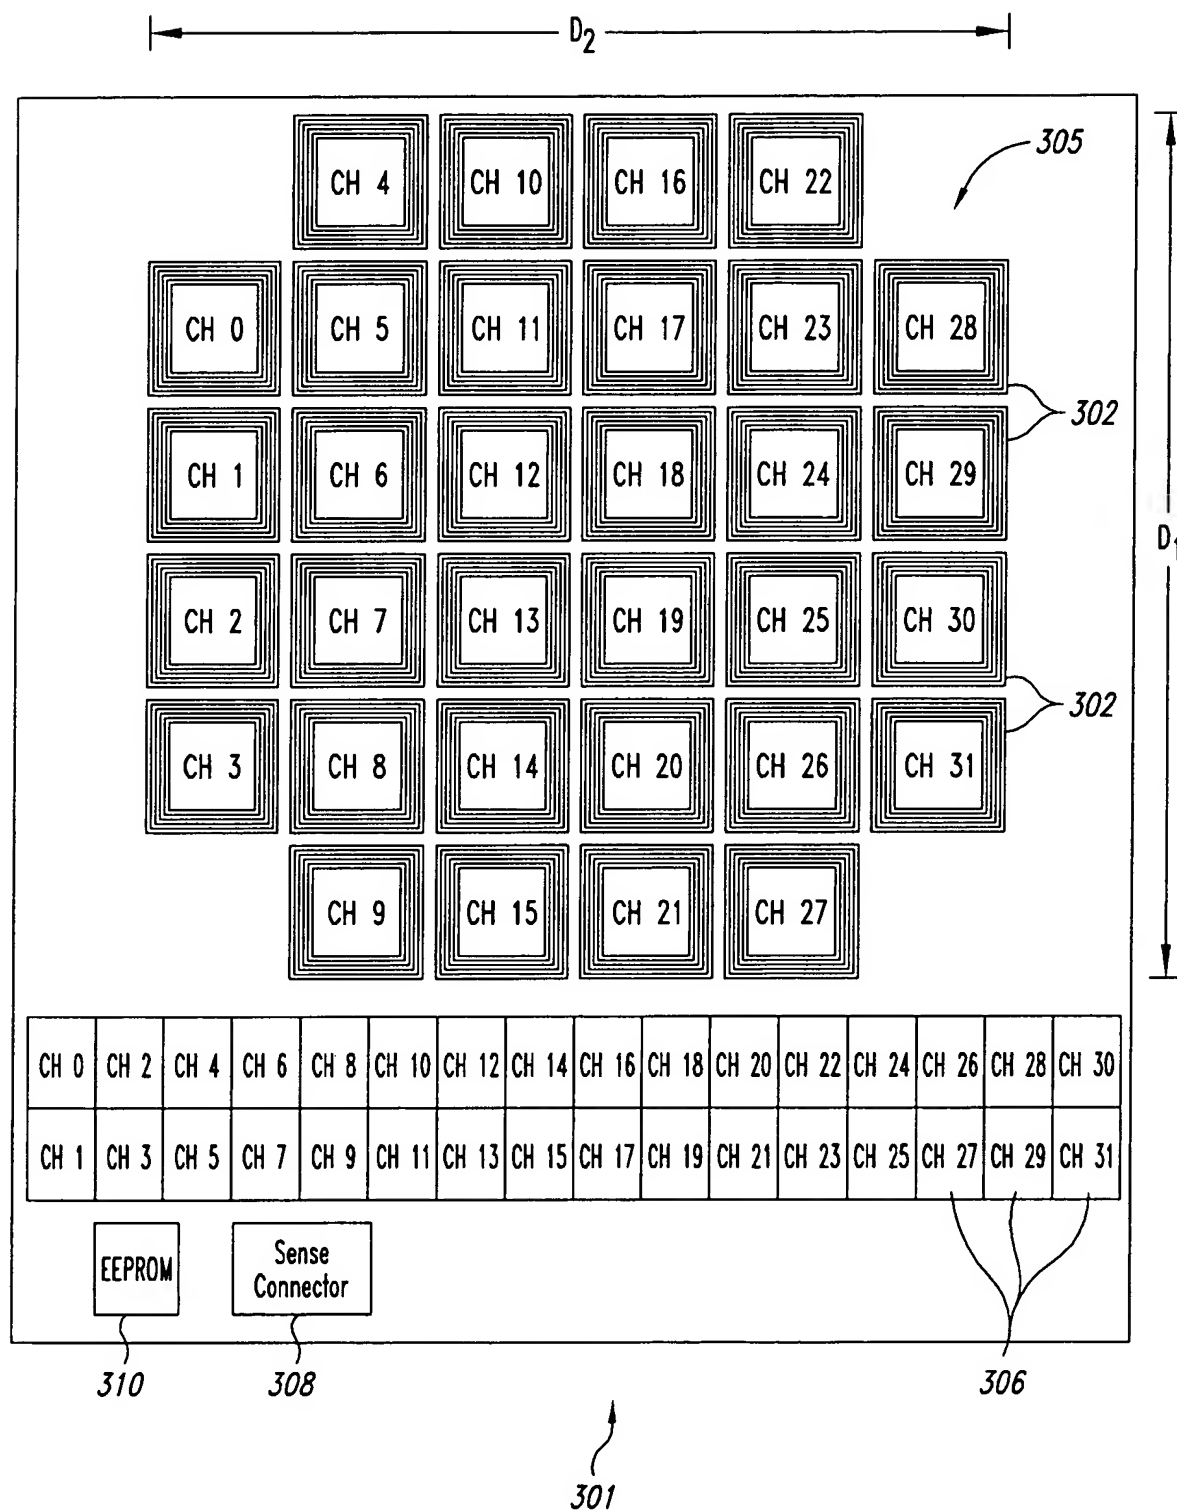 D2
305
CH 4 CH 10 CH 16 CH 22
CH 0 CH 5 CH 11 CH 17 CH 23 CH 28
302
CH 1 CH 6 CH 12 CH 18 CH 24 CH 29
D1
CH 2 CH 7 CH 13 CH 19 CH 25 CH 30
302
CH 3 CH 8 CH 14 CH 20 CH 26 CH 31
CH 9 CH 15 CH 21 CH 27
CH 0 CH 2 CH 4 CH 6 CH 8 CH 10 CH 12 CH 14 CH 16 CH 18 CH 20 CH 22 CH 24 CH 26 CH 28 CH 30
CH 1 CH 3 CH 5 CH 7 CH 9 CH 11 CH 13 CH 15 CH 17 CH 19 CH 21 CH 23 CH 25 CH 27 CH 29 CH 31
EEPROM
Sense
Connector
310 308 306
301